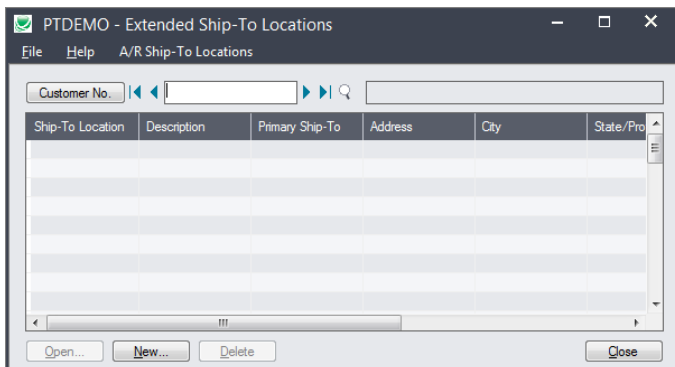 PTDEMO - Extended Ship-To Locations
File Help A/R Ship-To Locations
Customer No.
Ship-To Location Description Primary Ship-To Address City State/Pro
Open... New... Delete Close